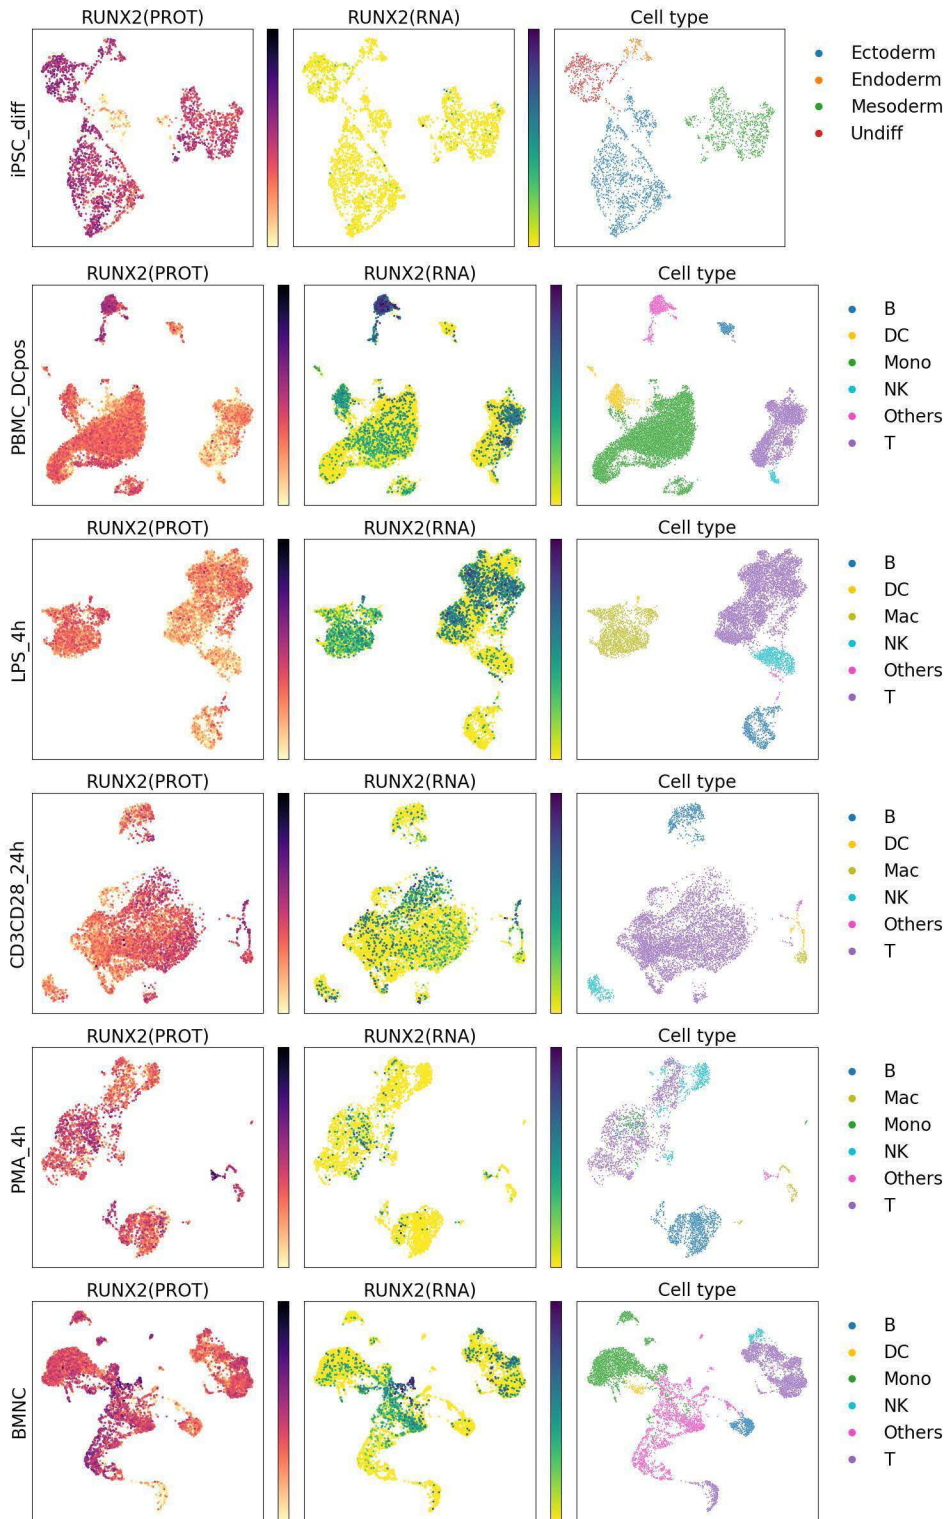 RUNX2(PROT) RUNX2(RNA) Cell type
iPSC_diff
Ectoderm
Endoderm
Mesoderm
Undiff
RUNX2(PROT) RUNX2(RNA) Cell type
PBMC_DCpos
B
DC
Mono
NK
Others
T
RUNX2(PROT) RUNX2(RNA) Cell type
LPS_4h
B
DC
Mac
NK
Others
T
RUNX2(PROT) RUNX2(RNA) Cell type
CD3CD28_24h
B
DC
Mac
NK
Others
T
RUNX2(PROT) RUNX2(RNA) Cell type
PMA_4h
B
Mac
Mono
NK
Others
T
RUNX2(PROT) RUNX2(RNA) Cell type
BMNC
B
DC
Mono
NK
Others
T